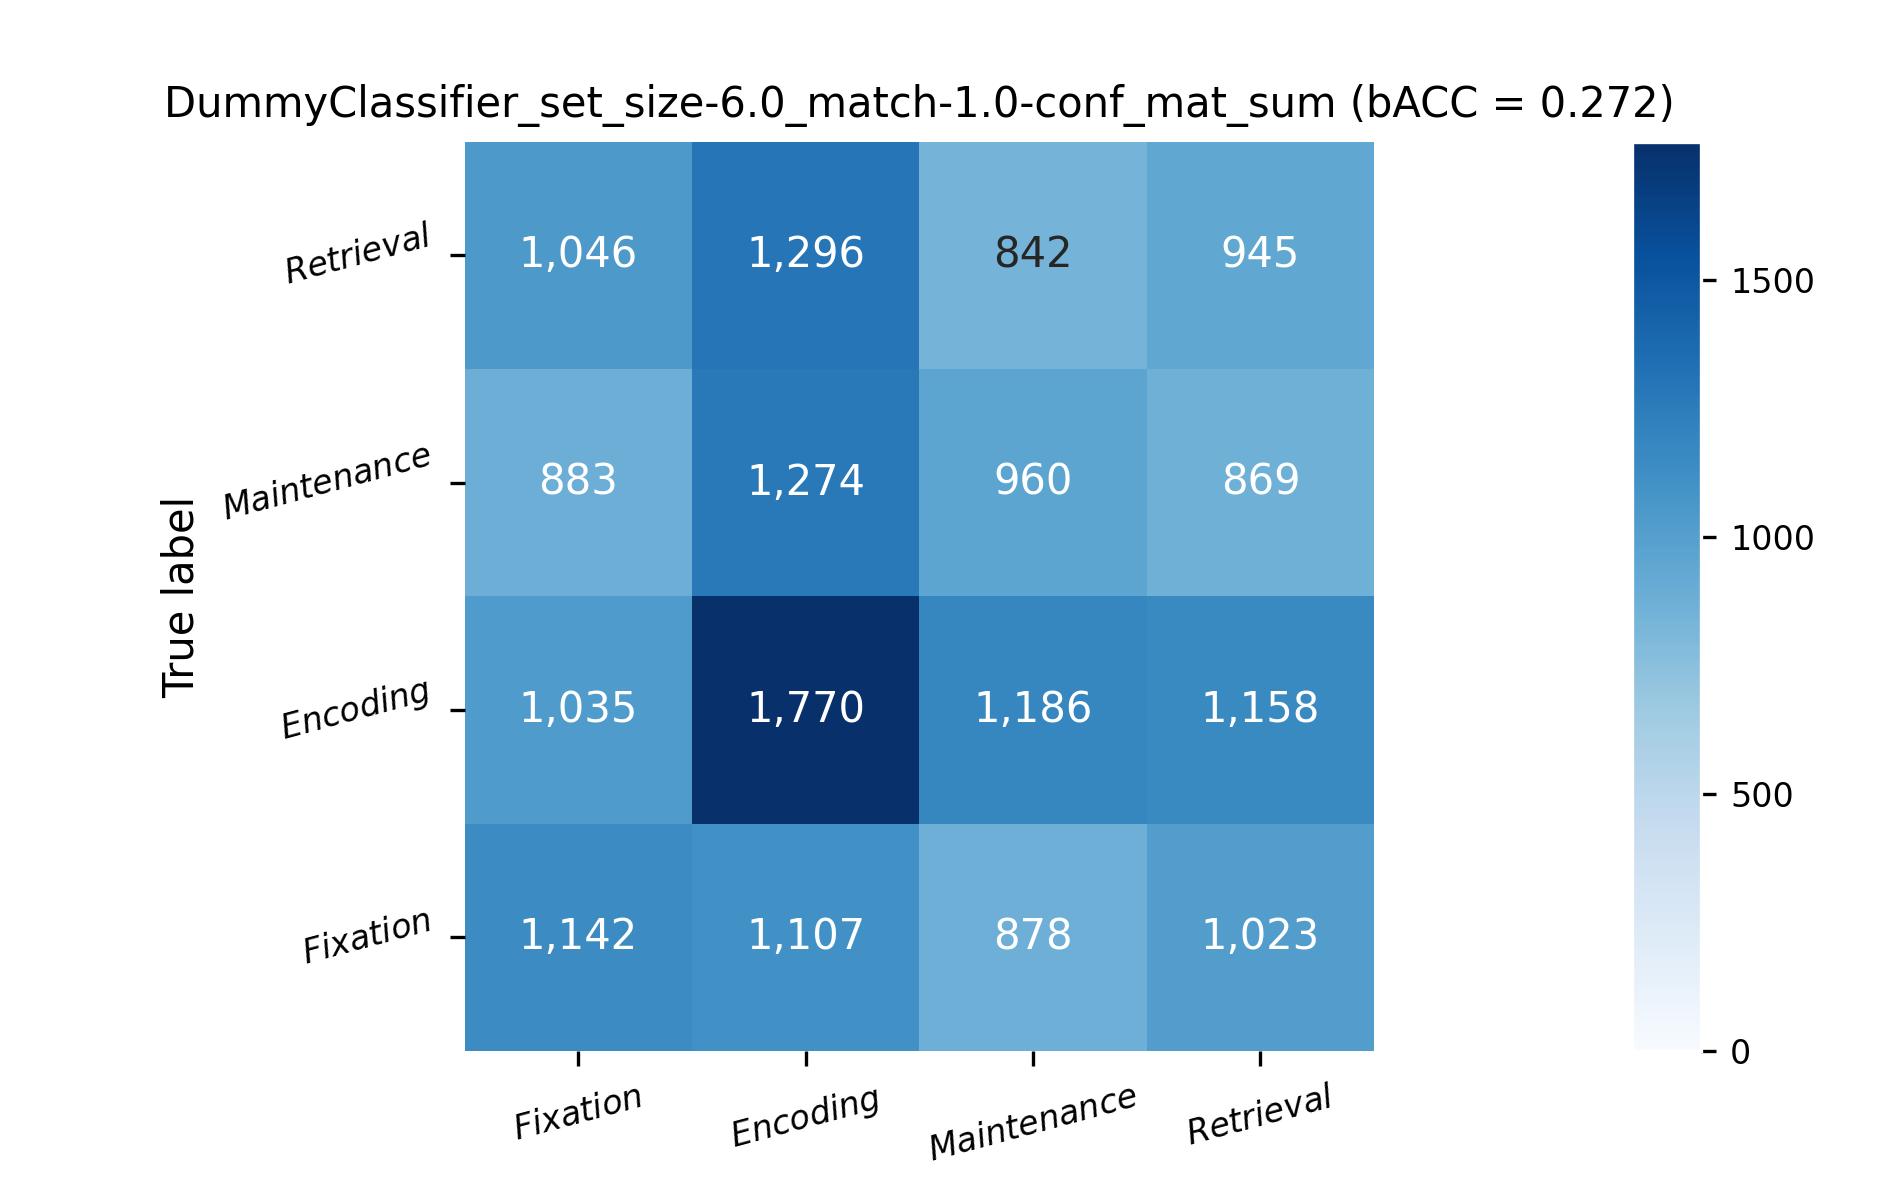 DummyClassifier_set_size-6.0_match-1.0-conf_mat_sum (bACC = 0.272)
True label
Retrieval 1,046 1,296 842 945
Maintenance 883 1,274 960 869
Encoding 1,035 1,770 1,186 1,158
Fixation 1,142 1,107 878 1,023
Fixation Encoding Maintenance Retrieval
1500
1000
500
0